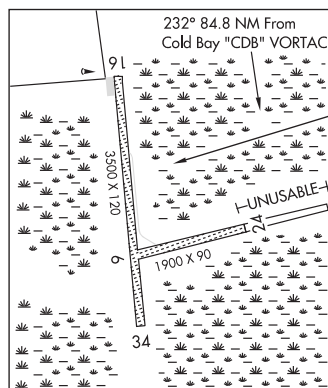 232° 84.8 NM From
Cold Bay "CDB" VORTAC
16
3500 X 120
UNUSABLE
24
6
1900 X 90
34